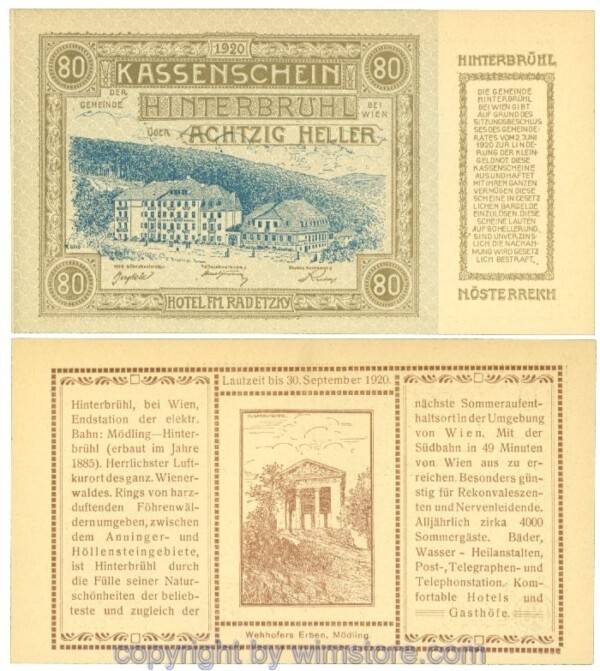 1920
80 KASSENSCHEIN 80
DER
GEMEINDE HINTERBRÜHL BEI
WIEN
ÜBER ACHTZIG HELLER
80 80
HOTEL FM. RADETZKY
HINTERBRÜHL
DIE GEMEINDE
HINTERBRÜHL
BEI WIEN GIBT
AUF GRUND DES
SITZUNGSBESCHLUS
SES DES GEMEINDE-
RATES VOM 2. JUNI
1920 ZUR LINDE
RUNG DER KLEIN-
GELDNOT DIESE
KASSENSCHEINE
AUS UND HAFTET
MIT IHREM GANZEN
VERMÖGEN DIESE
SCHEINE IN GESETZ
LICHEM BARGELDE
EINZULÖSEN. DIESE
SCHEINE LAUTEN
AUF 80 HELLER UND,
SIND UNVERZINS-
LICH DIE NACHAH-
MUNG WIRD GESETZ
LICH BESTRAFT.
N.ÖSTERREICH
Lautzeit bis 30. September 1920.
Hinterbrühl, bei Wien,
Endstation der elektr.
Bahn: Mödling—Hinter-
brühl (erbaut im Jahre
1885). Herrlichster Luft-
kurort des ganz. Wiener-
waldes. Rings von harz-
duftenden Föhrenwäl-
dern umgeben, zwischen
dem Anninger- und
Höllensteingebiete,
ist Hinterbrühl durch
die Fülle seiner Natur-
schönheiten der belieb-
teste und zugleich der
nächste Sommeraufent-
haltsort in der Umgebung
von Wien. Mit der
Südbahn in 49 Minuten
von Wien aus zu er-
reichen. Besonders gün-
stig für Rekonvaleszen-
ten und Nervenleidende.
Alljährlich zirka 4000
Sommergäste. Bäder,
Wasser - Heilanstalten,
Post-, Telegraphen- und
Telephonstation. Kom-
fortable Hotels und
Gasthöfe.
Wehhofers Erben, Mödling.
copyright by winstore.com